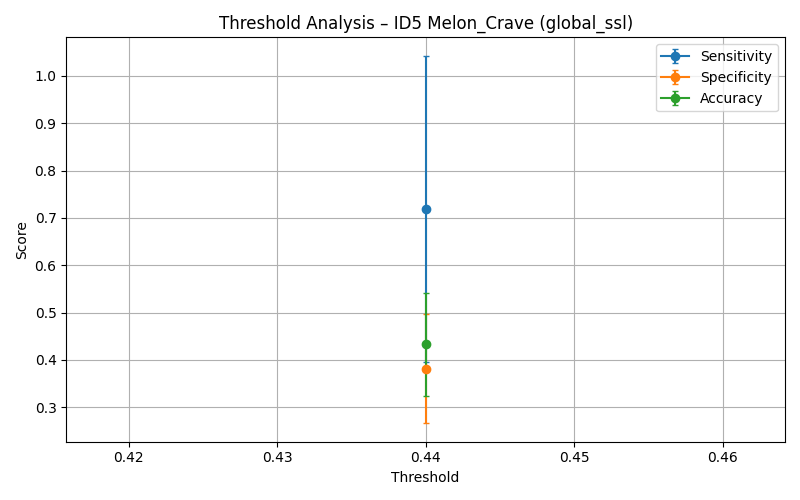 Threshold Analysis – ID5 Melon_Crave (global_ssl)
Sensitivity
Specificity
Accuracy
Score
1.0
0.9
0.8
0.7
0.6
0.5
0.4
0.3
0.42 0.43 0.44 0.45 0.46
Threshold